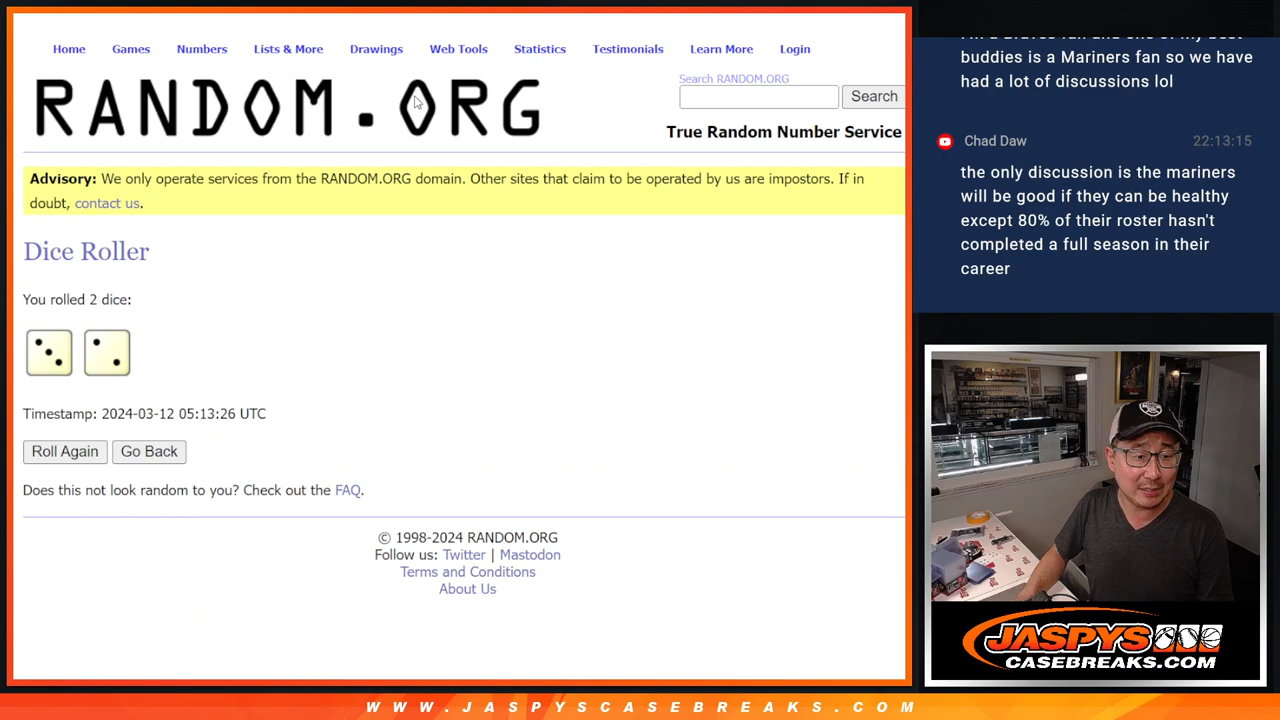 Home Games Numbers Lists & More Drawings Web Tools Statistics Testimonials Learn More Login
RANDOM.ORG
Search RANDOM.ORG
Search
True Random Number Service
Advisory: We only operate services from the RANDOM.ORG domain. Other sites that claim to be operated by us are impostors. If in
doubt, contact us.
Dice Roller
You rolled 2 dice:
Timestamp: 2024-03-12 05:13:26 UTC
Roll Again Go Back
Does this not look random to you? Check out the FAQ.
© 1998-2024 RANDOM.ORG
Follow us: Twitter | Mastodon
Terms and Conditions
About Us
buddies is a Mariners fan so we have
had a lot of discussions lol
Chad Daw 22:13:15
the only discussion is the mariners
will be good if they can be healthy
except 80% of their roster hasn't
completed a full season in their
career
JASPYS
CASEBREAKS.COM
WWW.JASPYSCASEBREAKS.COM